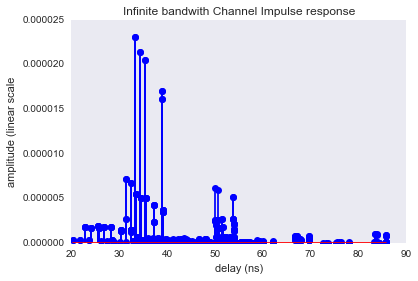 Infinite bandwith Channel Impulse response
0.000025
0.000020
0.000015
0.000010
0.000005
0.000000
amplitude (linear scale
20 30 40 50 60 70 80 90
delay (ns)